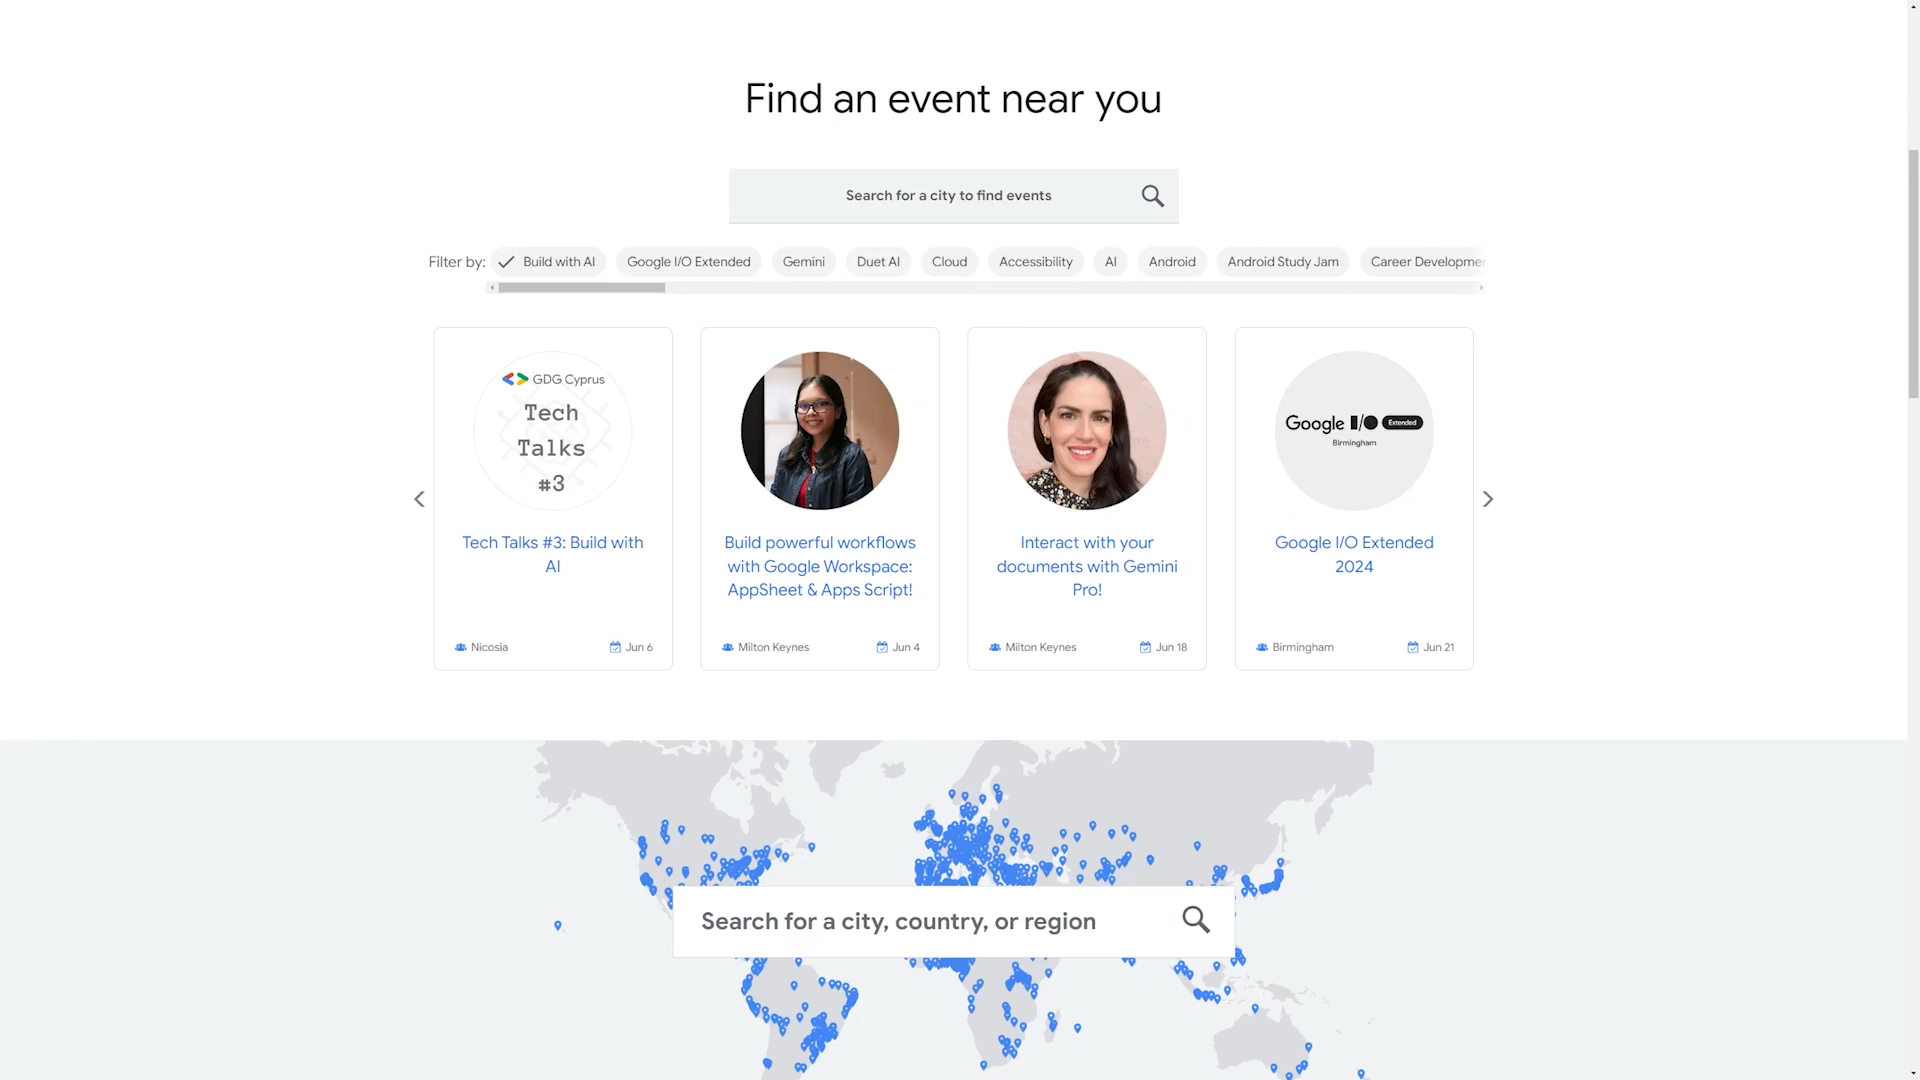 Find an event near you
Search for a city to find events
Filter by: Build with AI Google I/O Extended Gemini Duet AI Cloud Accessibility AI Android Android Study Jam Career Developme
GDG Cyprus
Tech
Talks
#3
Tech Talks #3: Build with
AI
Nicosia Jun 6
Build powerful workflows
with Google Workspace:
AppSheet & Apps Script!
Milton Keynes Jun 4
Interact with your
documents with Gemini
Pro!
Milton Keynes Jun 18
Google I/O Extended
Birmingham
Google I/O Extended
2024
Birmingham Jun 21
Search for a city, country, or region